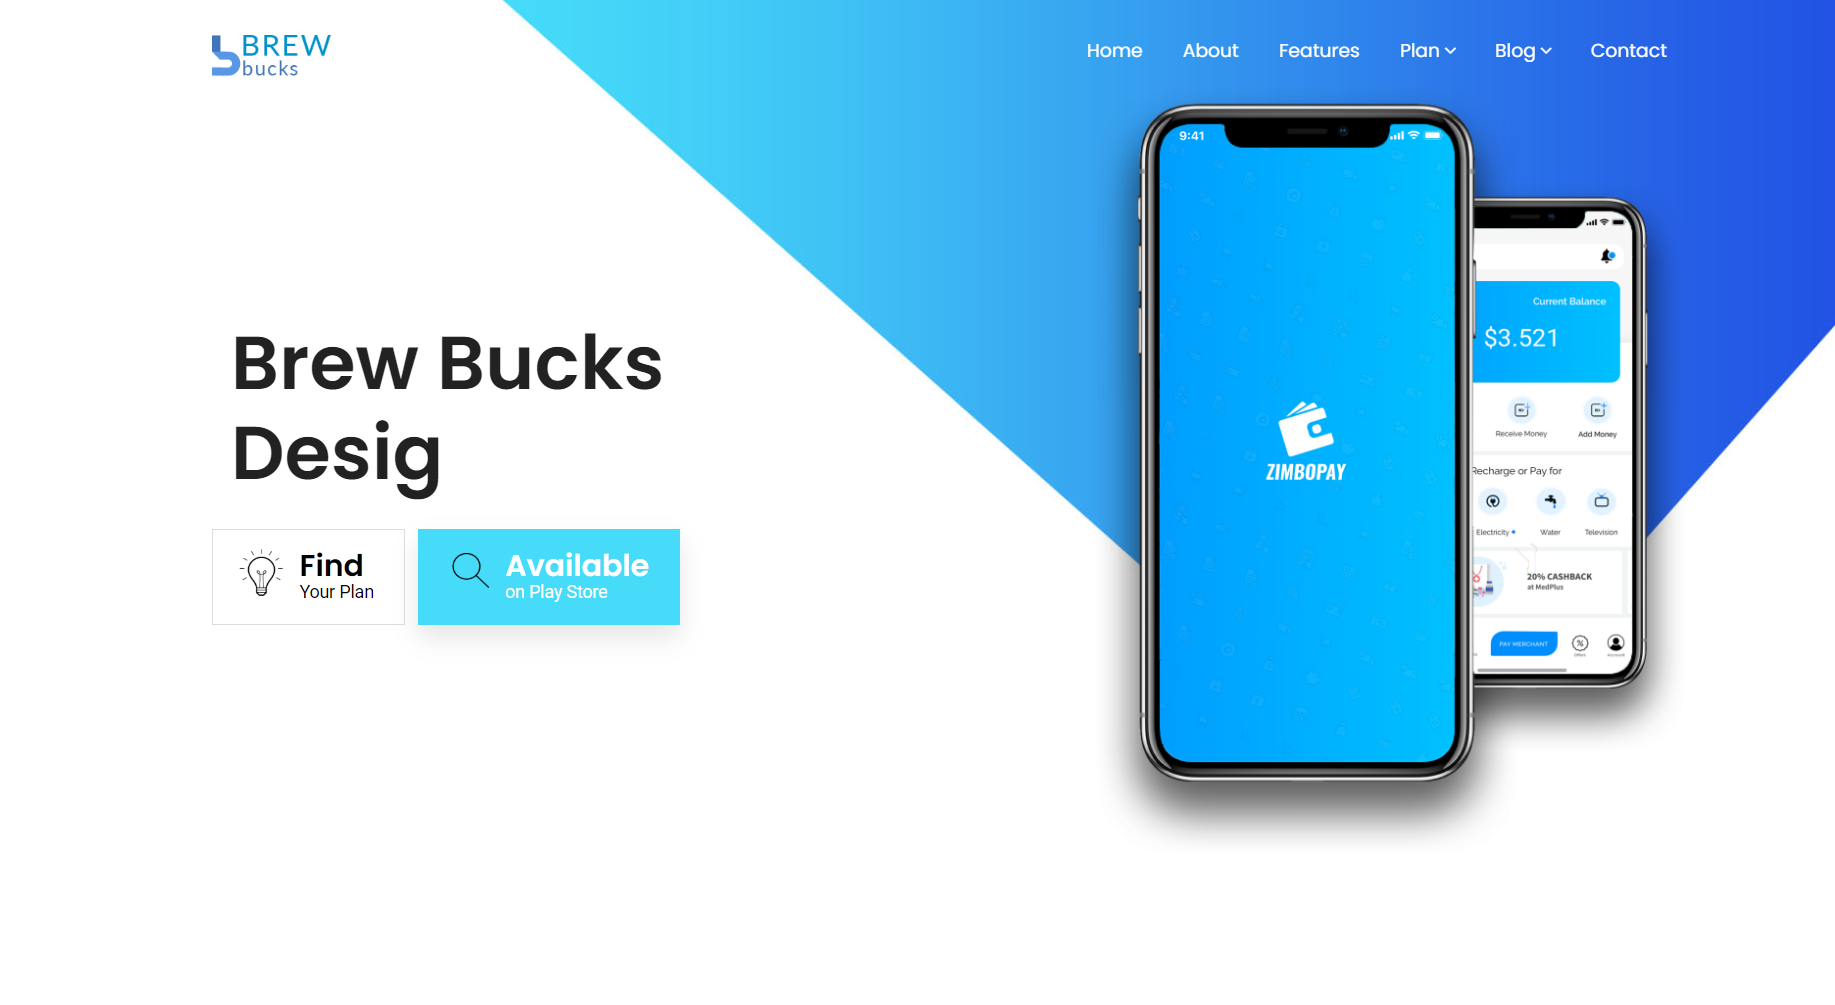 BREW
bucks
Home About Features Plan Blog Contact
9:41
ZIMBOPAY
Current Balance
$3.521
Receive Money Add Money
Recharge or Pay for
Electricity Water Television
20% CASHBACK
at MedPlus
PAY MERCHANT
Offers
Account
Brew Bucks
Desig
Find
Your Plan
Available
on Play Store